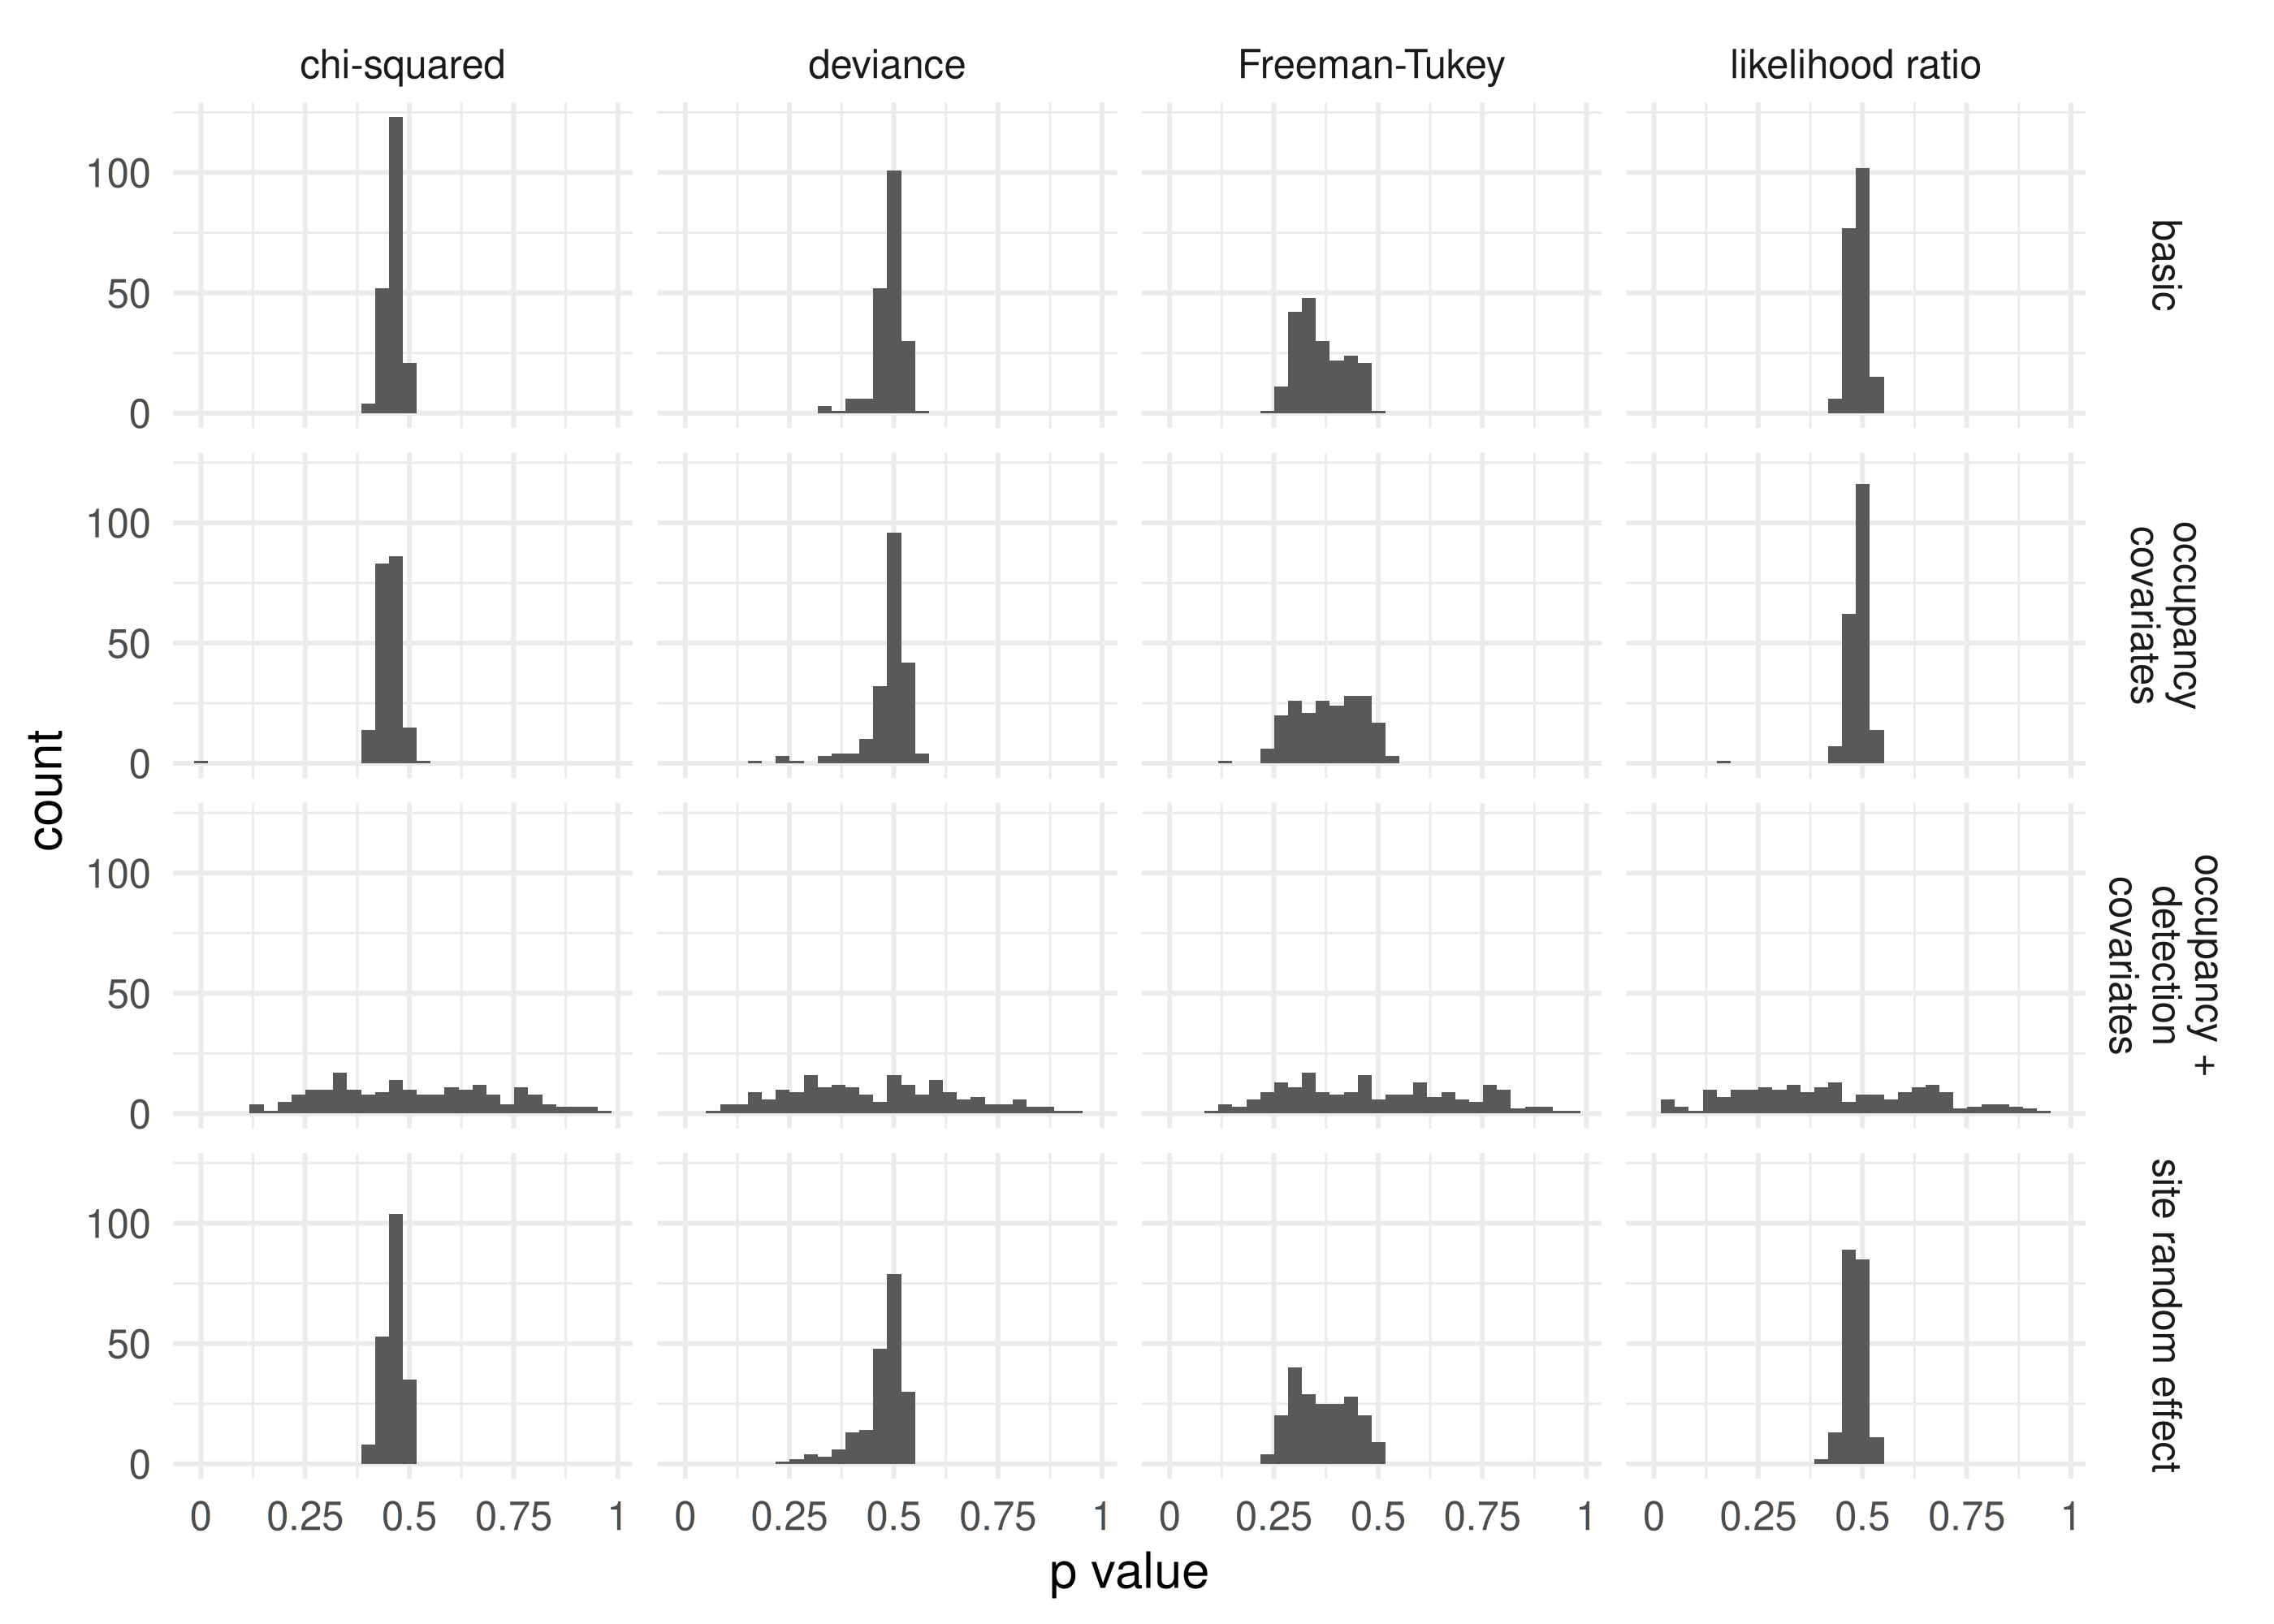 chi-squared
deviance
Freeman-Tukey
likelihood ratio
100
50
0
basic
100
50
0
occupancy
covariates
count
100
50
0
occupancy +
detection
covariates
100
50
0
site random effect
0 0.25 0.5 0.75 1
0 0.25 0.5 0.75 1
0 0.25 0.5 0.75 1
0 0.25 0.5 0.75 1
p value